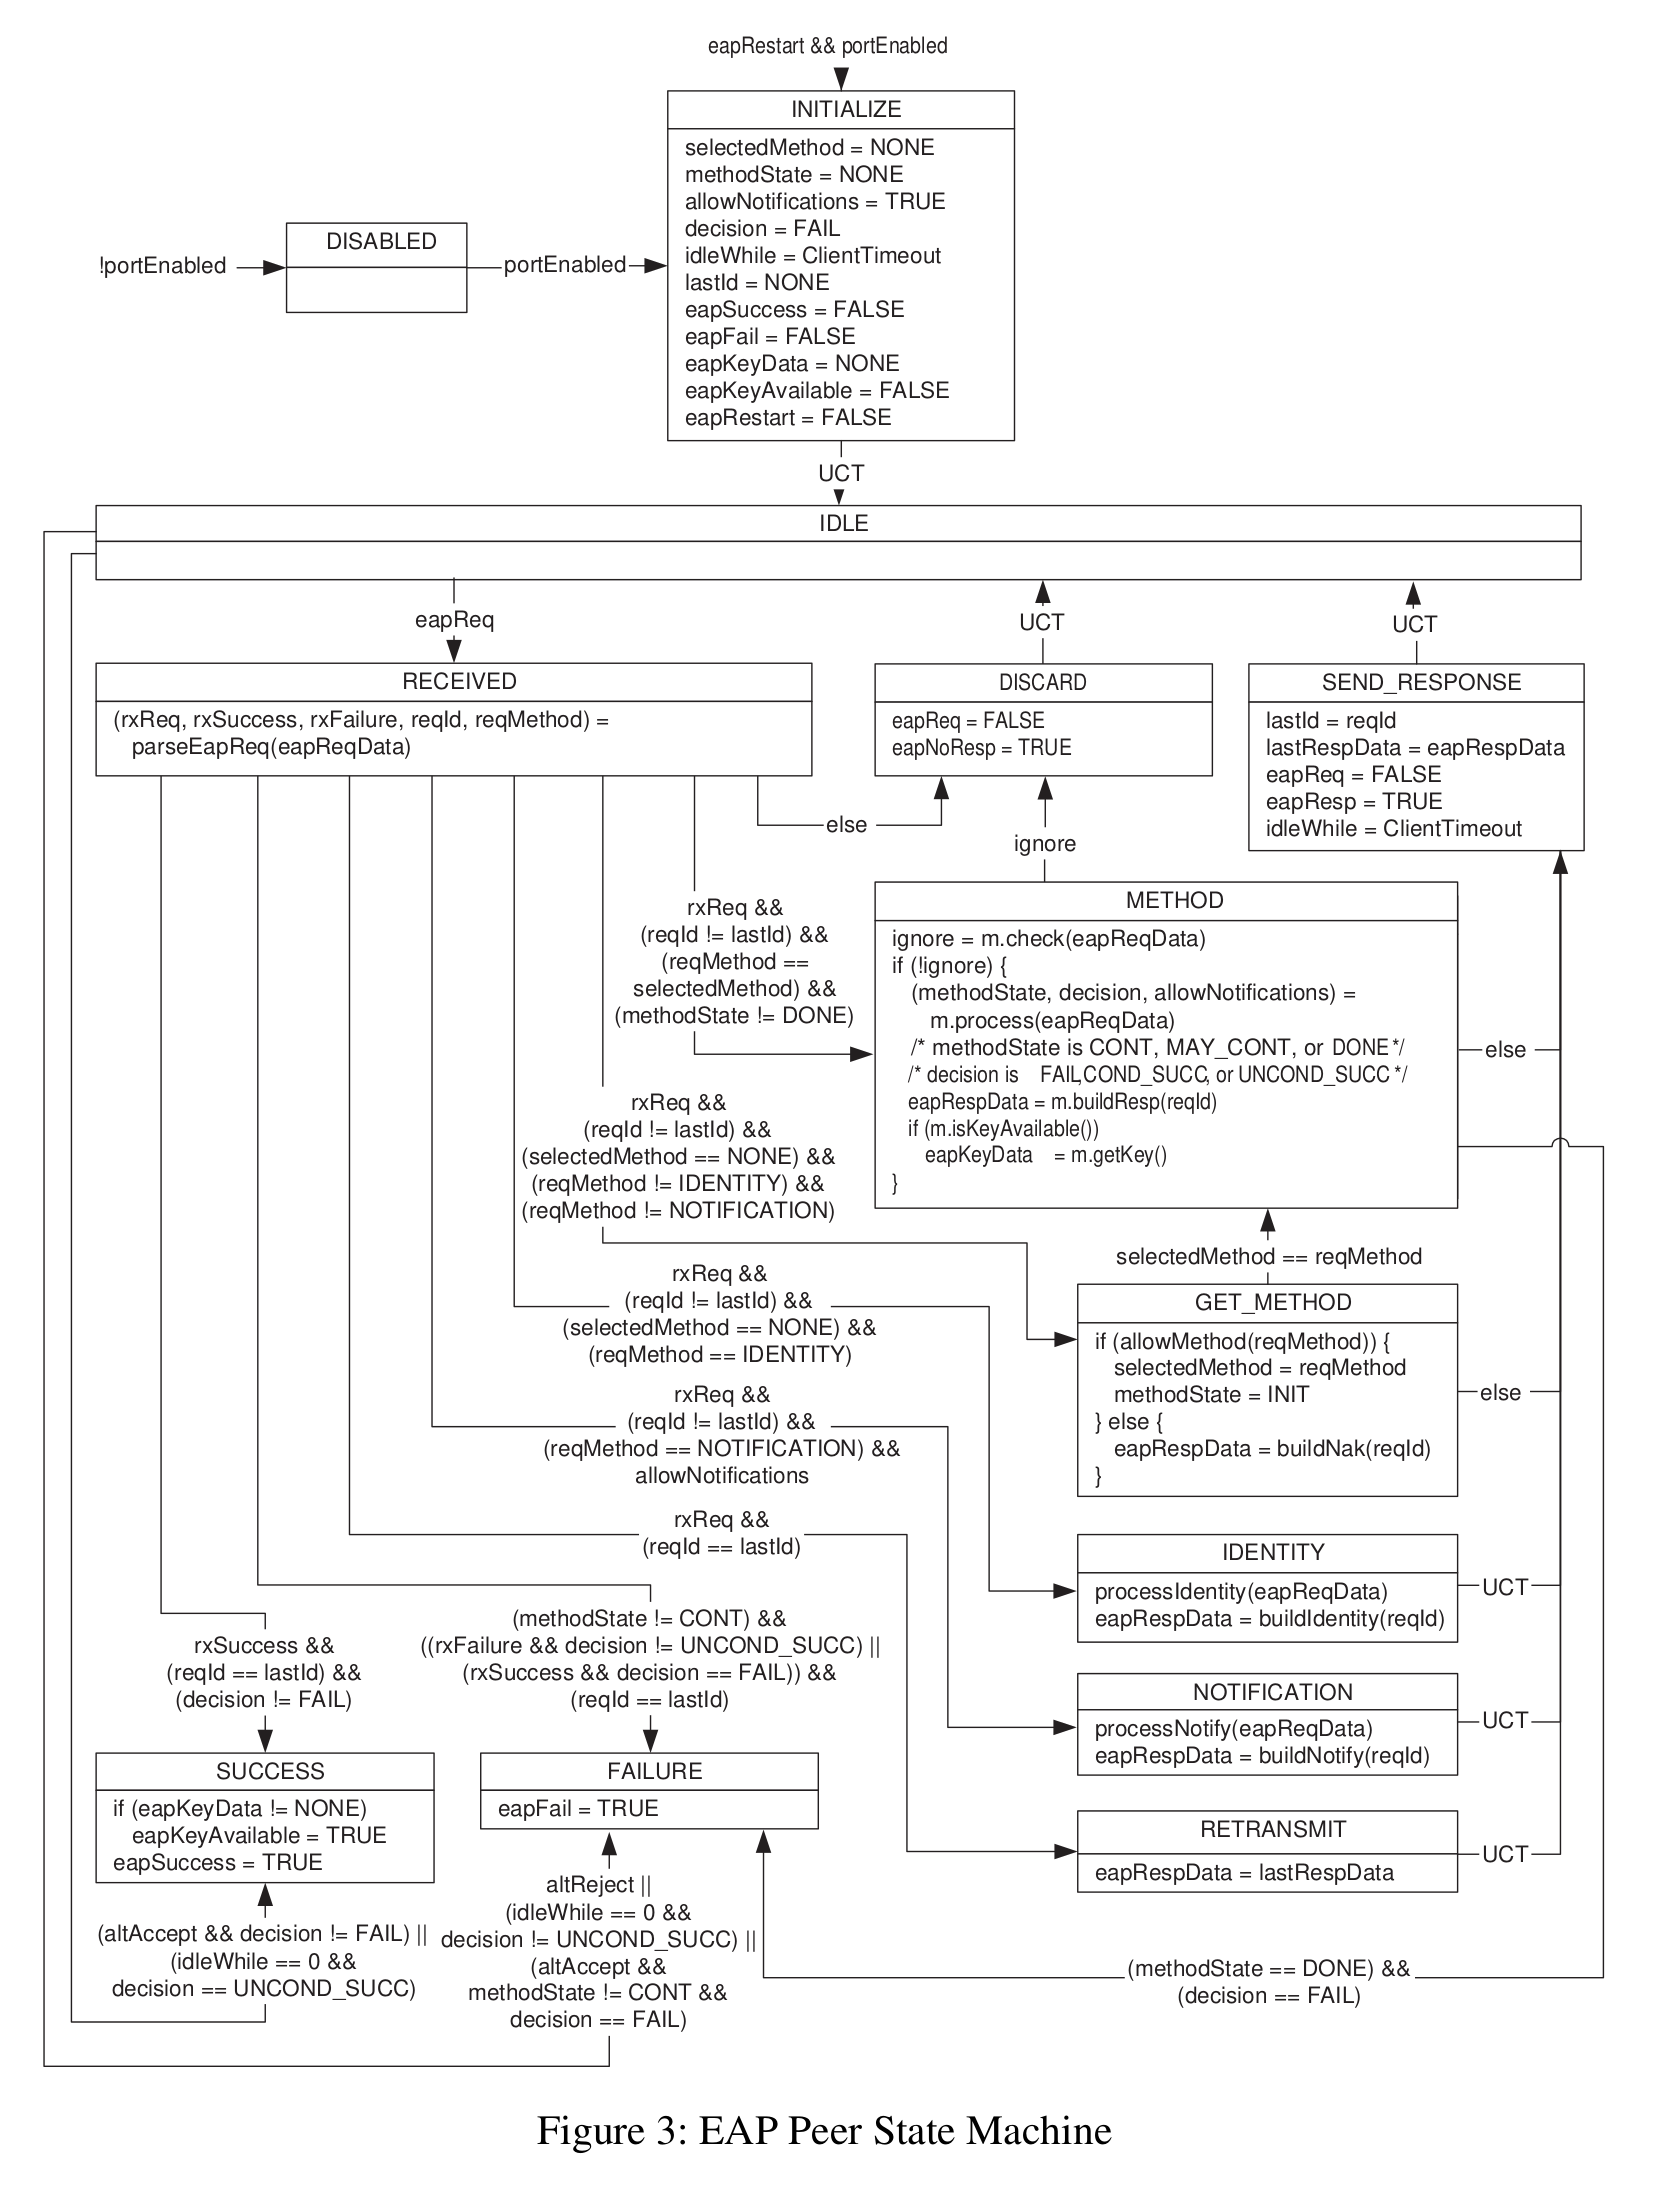 eapRestart && portEnabled
INITIALIZE
selectedMethod = NONE
methodState = NONE
allowNotifications = TRUE
decision = FAIL
idleWhile = ClientTimeout
lastId = NONE
eapSuccess = FALSE
eapFail = FALSE
eapKeyData = NONE
eapKeyAvailable = FALSE
eapRestart = FALSE
DISABLED
!portEnabled
portEnabled
UCT
IDLE
eapReq
UCT
UCT
RECEIVED
(rxReq, rxSuccess, rxFailure, reqId, reqMethod) =
parseEapReq(eapReqData)
DISCARD
eapReq = FALSE
eapNoResp = TRUE
SEND_RESPONSE
lastId = reqId
lastRespData = eapRespData
eapReq = FALSE
eapResp = TRUE
idleWhile = ClientTimeout
else
ignore
rxReq &&
(reqId != lastId) &&
(reqMethod ==
selectedMethod) &&
(methodState != DONE)
METHOD
ignore = m.check(eapReqData)
if (!ignore) {
(methodState, decision, allowNotifications) =
m.process(eapReqData)
/* methodState is CONT, MAY_CONT, or DONE */
/* decision is FAIL,COND_SUCC, or UNCOND_SUCC */
eapRespData = m.buildResp(reqId)
if (m.isKeyAvailable())
eapKeyData = m.getKey()
}
else
rxReq &&
(reqId != lastId) &&
(selectedMethod == NONE) &&
(reqMethod != IDENTITY) &&
(reqMethod != NOTIFICATION)
selectedMethod == reqMethod
GET_METHOD
if (allowMethod(reqMethod)) {
selectedMethod = reqMethod
methodState = INIT
} else {
eapRespData = buildNak(reqId)
}
else
rxReq &&
(reqId != lastId) &&
(selectedMethod == NONE) &&
(reqMethod == IDENTITY)
rxReq &&
(reqId != lastId) &&
(reqMethod == NOTIFICATION) &&
allowNotifications
rxReq &&
(reqId == lastId)
IDENTITY
processIdentity(eapReqData)
eapRespData = buildIdentity(reqId)
UCT
rxSuccess &&
(reqId == lastId) &&
(decision != FAIL)
(methodState != CONT) &&
((rxFailure && decision != UNCOND_SUCC) ||
(rxSuccess && decision == FAIL)) &&
(reqId == lastId)
NOTIFICATION
processNotify(eapReqData)
eapRespData = buildNotify(reqId)
UCT
SUCCESS
if (eapKeyData != NONE)
eapKeyAvailable = TRUE
eapSuccess = TRUE
FAILURE
eapFail = TRUE
RETRANSMIT
eapRespData = lastRespData
UCT
(altAccept && decision != FAIL) ||
(idleWhile == 0 &&
decision == UNCOND_SUCC)
altReject ||
(idleWhile == 0 &&
decision != UNCOND_SUCC) ||
(altAccept &&
methodState != CONT &&
decision == FAIL)
(methodState == DONE) &&
(decision == FAIL)
Figure 3: EAP Peer State Machine